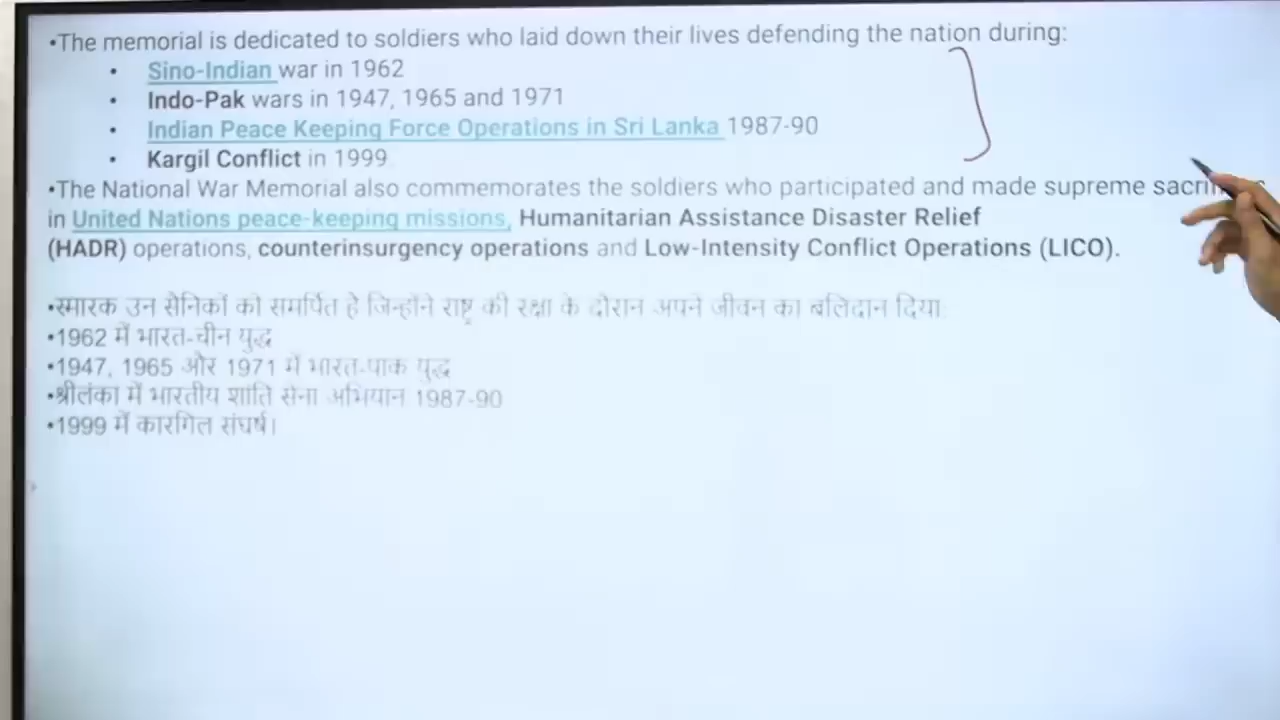 •The memorial is dedicated to soldiers who laid down their lives defending the nation during:
• Sino-Indian war in 1962
• Indo-Pak wars in 1947, 1965 and 1971
• Indian Peace Keeping Force Operations in Sri Lanka 1987-90
• Kargil Conflict in 1999
•The National War Memorial also commemorates the soldiers who participated and made supreme
in United Nations peace-keeping missions, Humanitarian Assistance Disaster Relief
(HADR) operations, counterinsurgency operations and Low-Intensity Conflict Operations (LICO).
•स्मारक उन सैनिकों को समर्पित है जिन्होंने राष्ट्र की रक्षा के दौरान अपने जीवन का बलिदान दिया:
•1962 में भारत-चीन युद्ध
•1947, 1965 और 1971 में भारत-पाक युद्ध
•श्रीलंका में भारतीय शांति सेना अभियान 1987-90
•1999 में कारगिल संघर्ष।